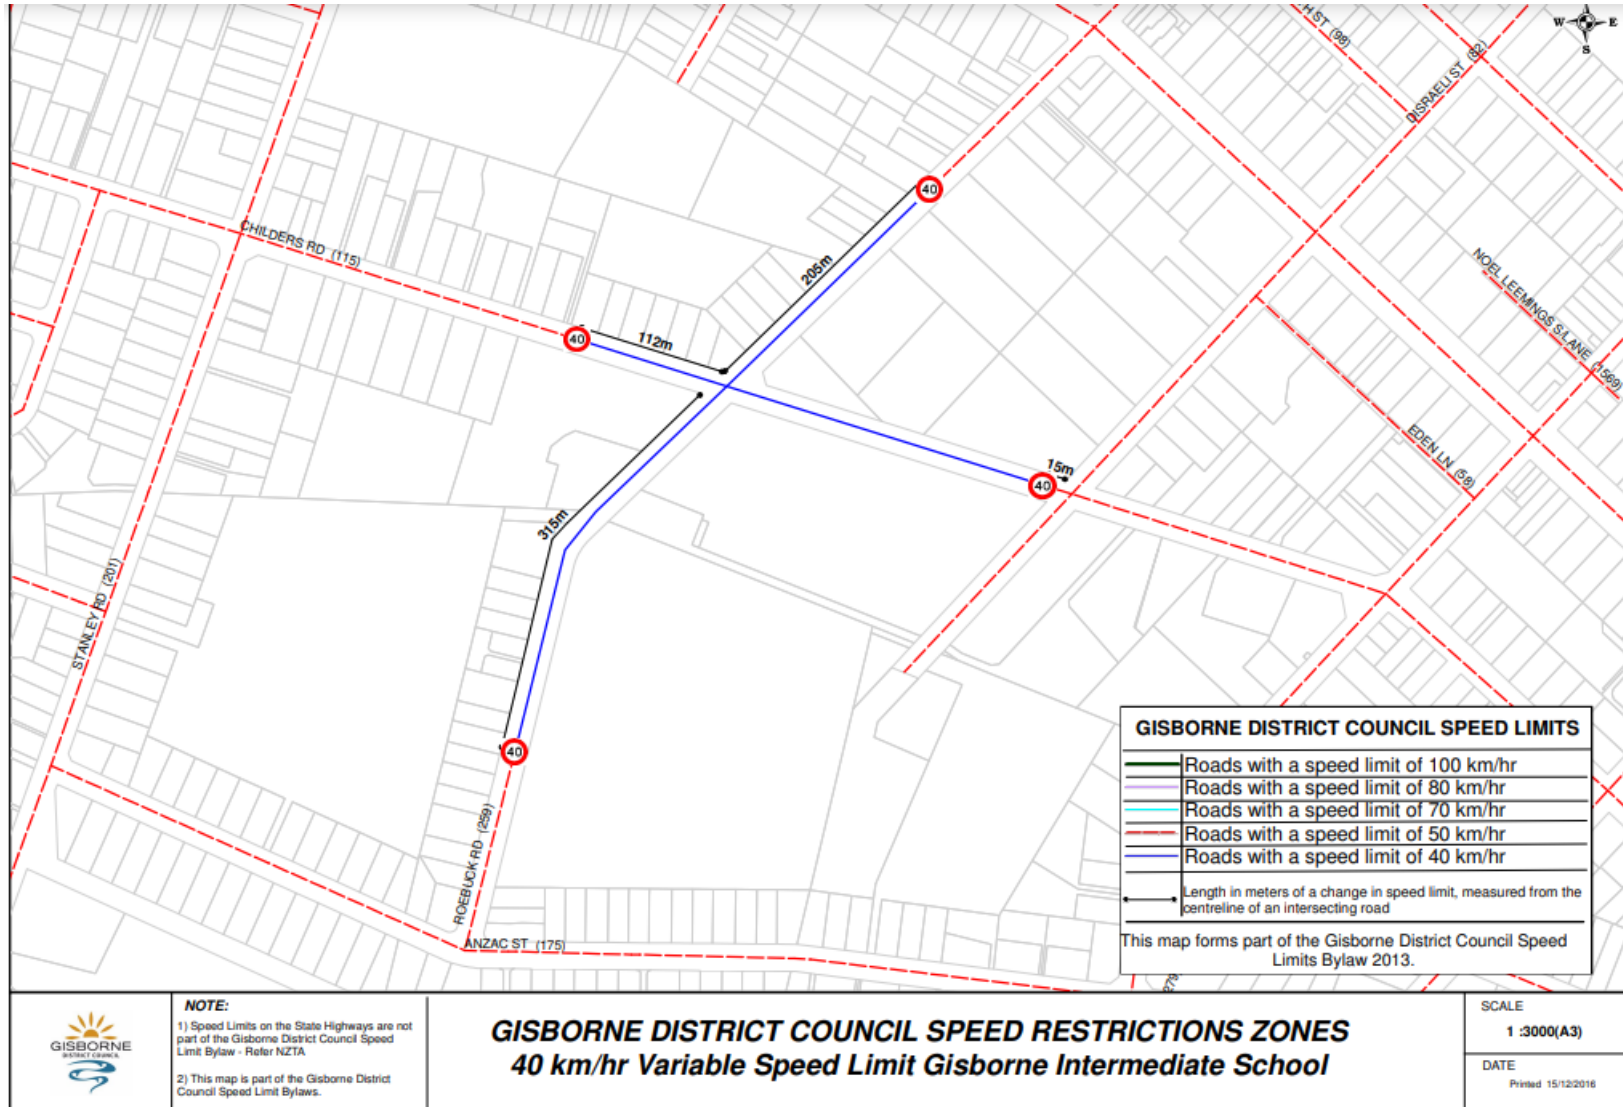 W E
S
H ST (98)
DISRAELI ST (82)
40
NOEL LEEMINGS S/LANE (1569)
CHILDERS RD (115)
205m
40
112m
EDEN LN (58)
15m
40
315m
STANLEY RD (201)
40
ROEBUCK RD (259)
ANZAC ST (175)
279
GISBORNE DISTRICT COUNCIL SPEED LIMITS
Roads with a speed limit of 100 km/hr
Roads with a speed limit of 80 km/hr
Roads with a speed limit of 70 km/hr
Roads with a speed limit of 50 km/hr
Roads with a speed limit of 40 km/hr
Length in meters of a change in speed limit, measured from the
centreline of an intersecting road
This map forms part of the Gisborne District Council Speed
Limits Bylaw 2013.
GISBORNE
DISTRICT COUNCIL
NOTE:
1) Speed Limits on the State Highways are not
part of the Gisborne District Council Speed
Limit Bylaw - Refer NZTA
2) This map is part of the Gisborne District
Council Speed Limit Bylaws.
GISBORNE DISTRICT COUNCIL SPEED RESTRICTIONS ZONES
40 km/hr Variable Speed Limit Gisborne Intermediate School
SCALE
1 :3000(A3)
DATE
Printed 15/12/2016